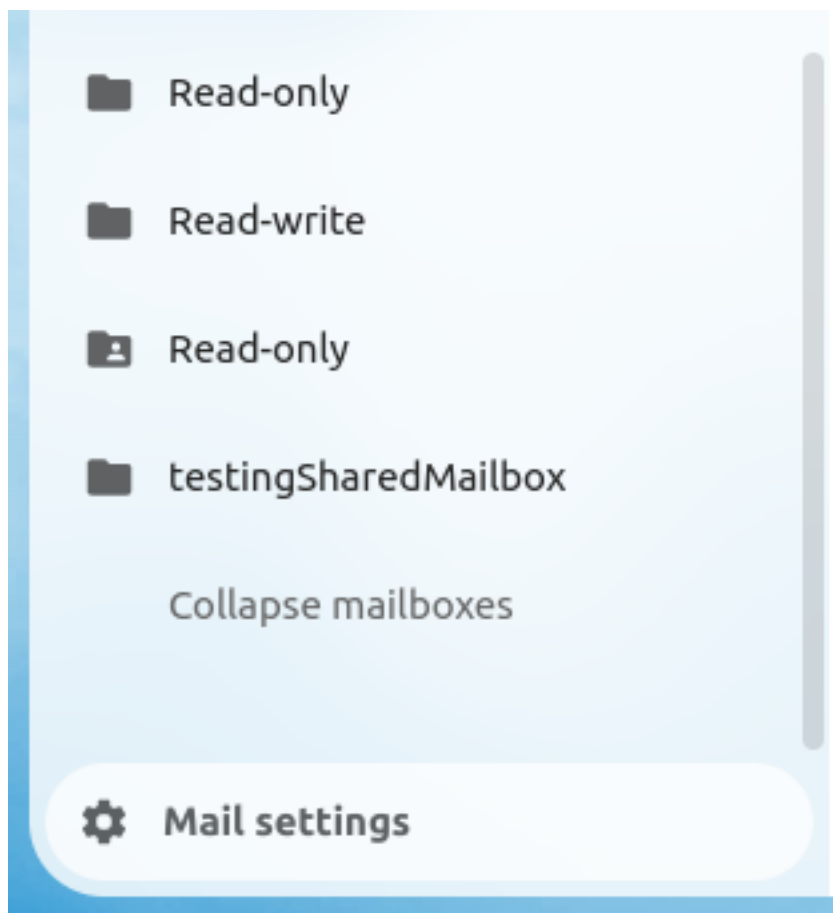 Read-only
Read-write
Read-only
testingSharedMailbox
Collapse mailboxes
Mail settings